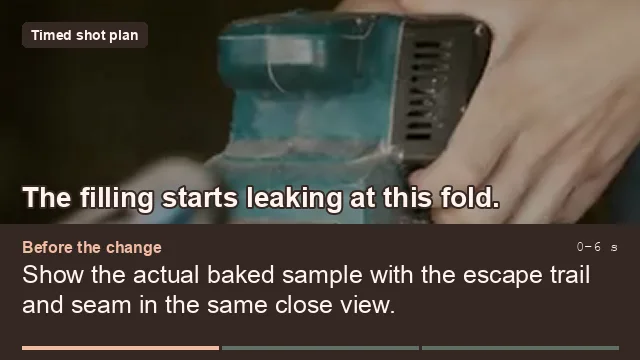 Timed shot plan
The filling starts leaking at this fold.
Before the change
0–6 s
Show the actual baked sample with the escape trail
and seam in the same close view.